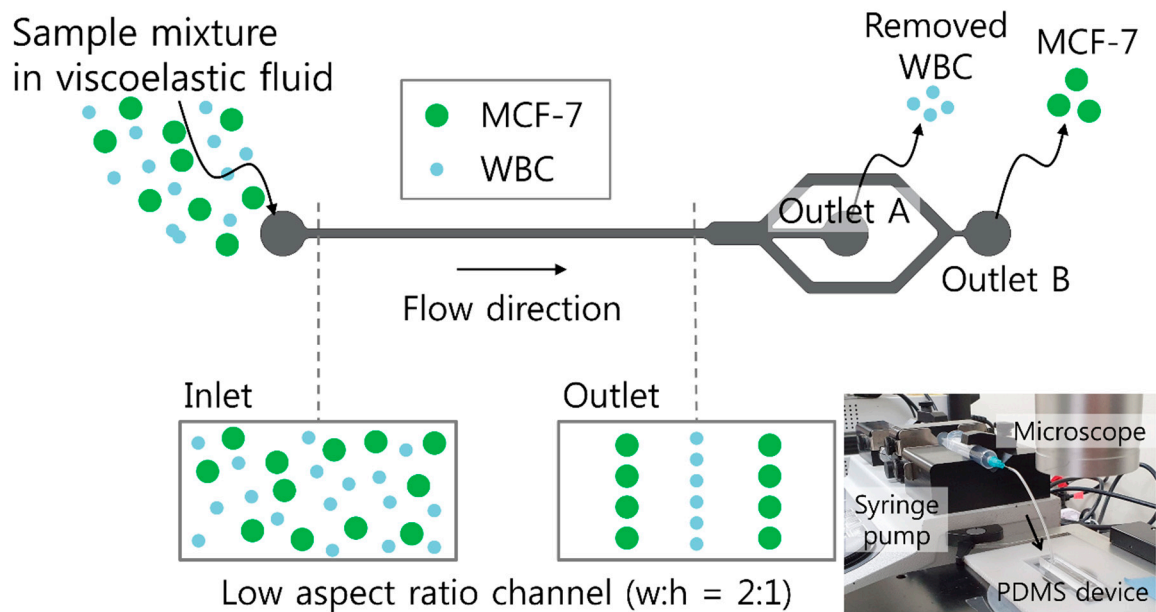 Sample mixture
in viscoelastic fluid
MCF-7
WBC
Removed
WBC
MCF-7
Outlet A
Outlet B
Flow direction
Inlet
Outlet
Low aspect ratio channel (w:h = 2:1)
Microscope
Syringe
pump
PDMS device